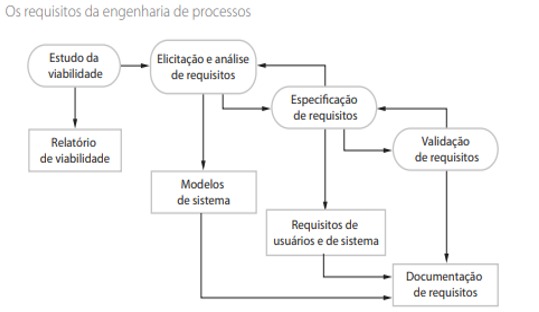 Os requisitos da engenharia de processos
Estudo da
viabilidade
Elicitação e análise
de requisitos
Especificação
de requisitos
Validação
de requisitos
Relatório
de viabilidade
Modelos
de sistema
Requisitos de
usuários e de sistema
Documentação
de requisitos